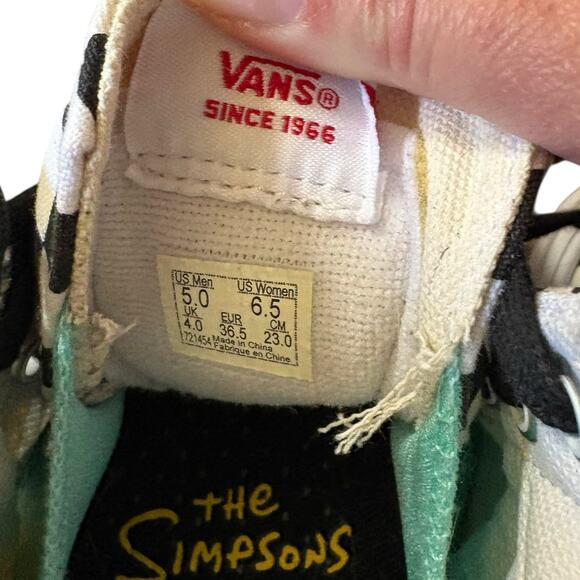 VANS®
SINCE 1966
US Men US Women
5.0 6.5
UK EUR CM
4.0 36.5 23.0
721454 Made in China
Fabrique en Chine
THE
SIMPSONS